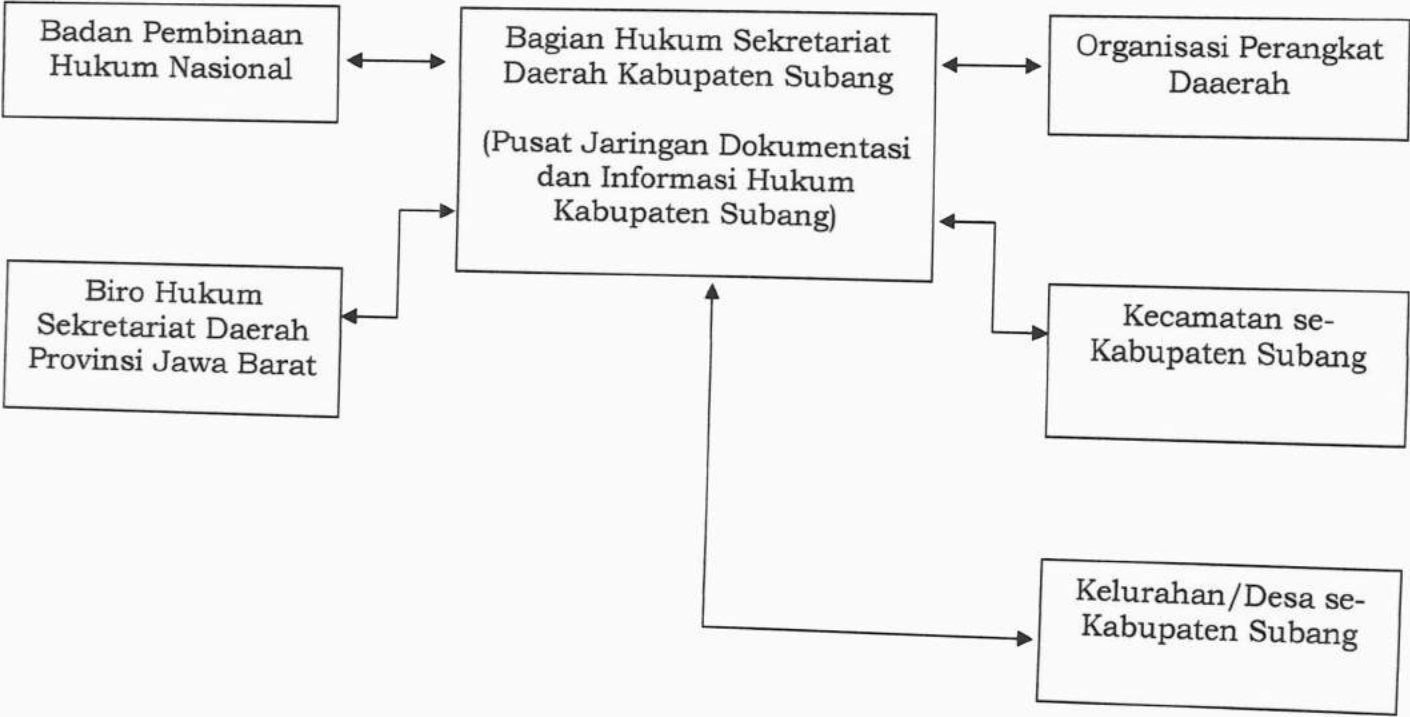 Badan Pembinaan
Hukum Nasional
Bagian Hukum Sekretariat
Daerah Kabupaten Subang
(Pusat Jaringan Dokumentasi
dan Informasi Hukum
Kabupaten Subang)
Organisasi Perangkat
Daaerah
Biro Hukum
Sekretariat Daerah
Provinsi Jawa Barat
Kecamatan se-
Kabupaten Subang
Kelurahan/Desa se-
Kabupaten Subang